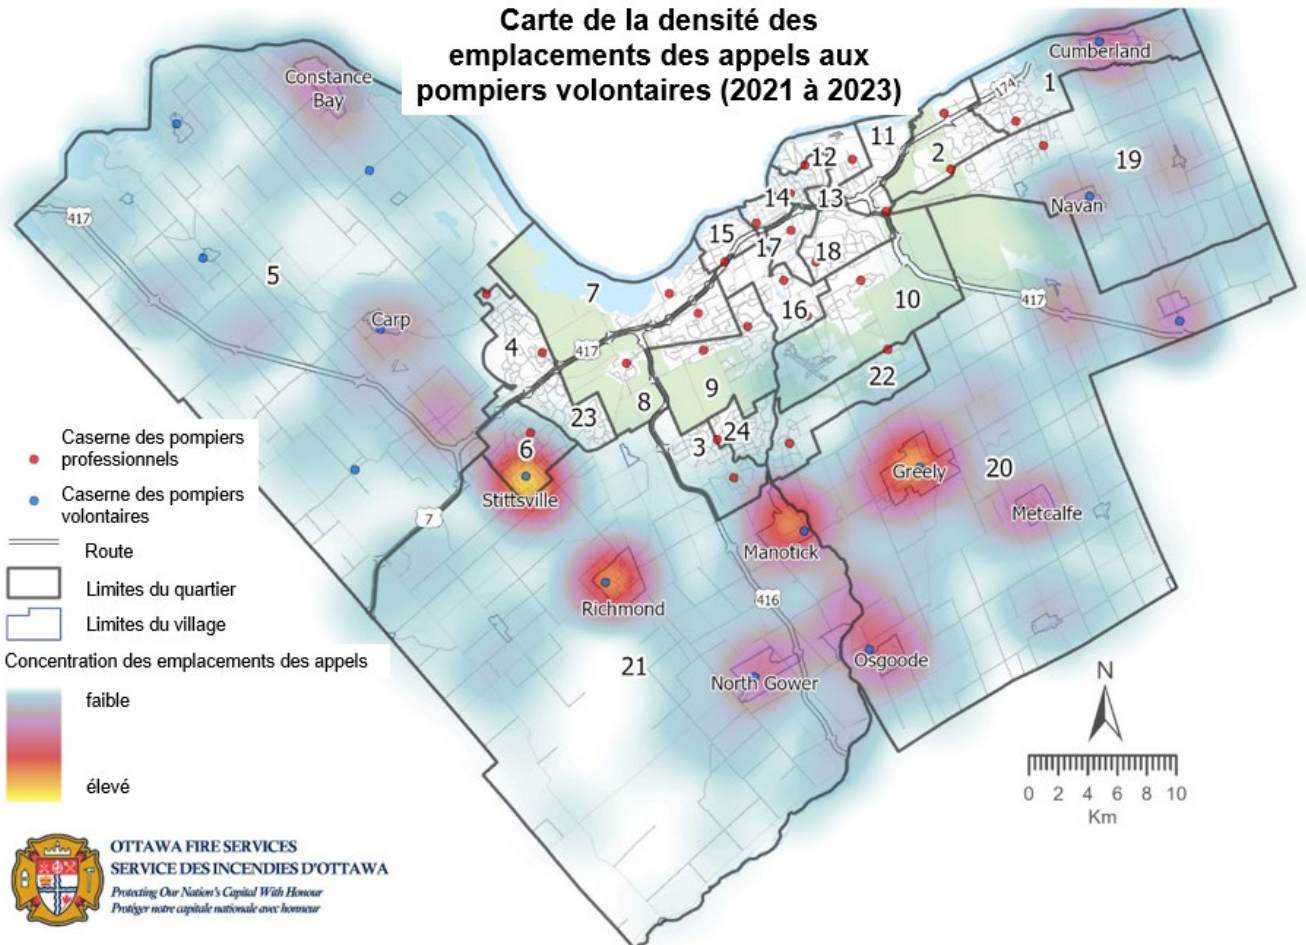 Carte de la densité des
emplacements des appels aux
pompiers volontaires (2021 à 2023)
Cumberland
Constance
Bay
174
1
11
2
12
19
14
13
Navan
417
15
17
18
5
7
10
417
16
Carp
4
417
22
9
23
8
24
3
6
Greely
20
Stittsville
Metcalfe
7
Manotick
Richmond
416
Osgoode
21
North Gower
Caserne des pompiers
professionnels
Caserne des pompiers
volontaires
Route
Limites du quartier
Limites du village
Concentration des emplacements des appels
faible
élevé
N
0 2 4 6 8 10
Km
OTTAWA FIRE SERVICES
SERVICE DES INCENDIES D'OTTAWA
Protecting Our Nation's Capital With Honour
Protéger notre capitale nationale avec honneur